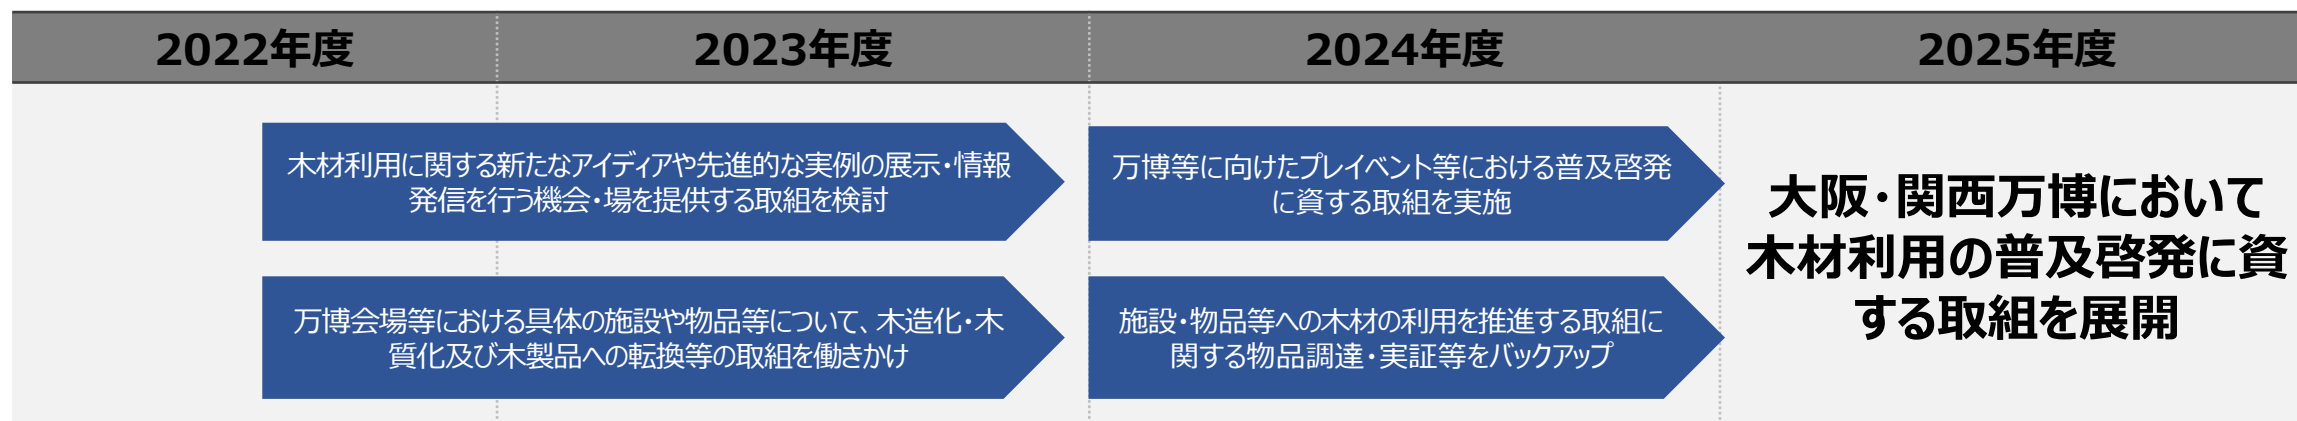 2022年度
2023年度
2024年度
2025年度
木材利用に関する新たなアイディアや先進的な実例の展示・情報
発信を行う機会・場を提供する取組を検討
万博等に向けたプレイベント等における普及啓発
に資する取組を実施
万博会場等における具体の施設や物品等について、木造化・木
質化及び木製品への転換等の取組を働きかけ
施設・物品等への木材の利用を推進する取組に
関する物品調達・実証等をバックアップ
大阪・関西万博において
木材利用の普及啓発に資
する取組を展開